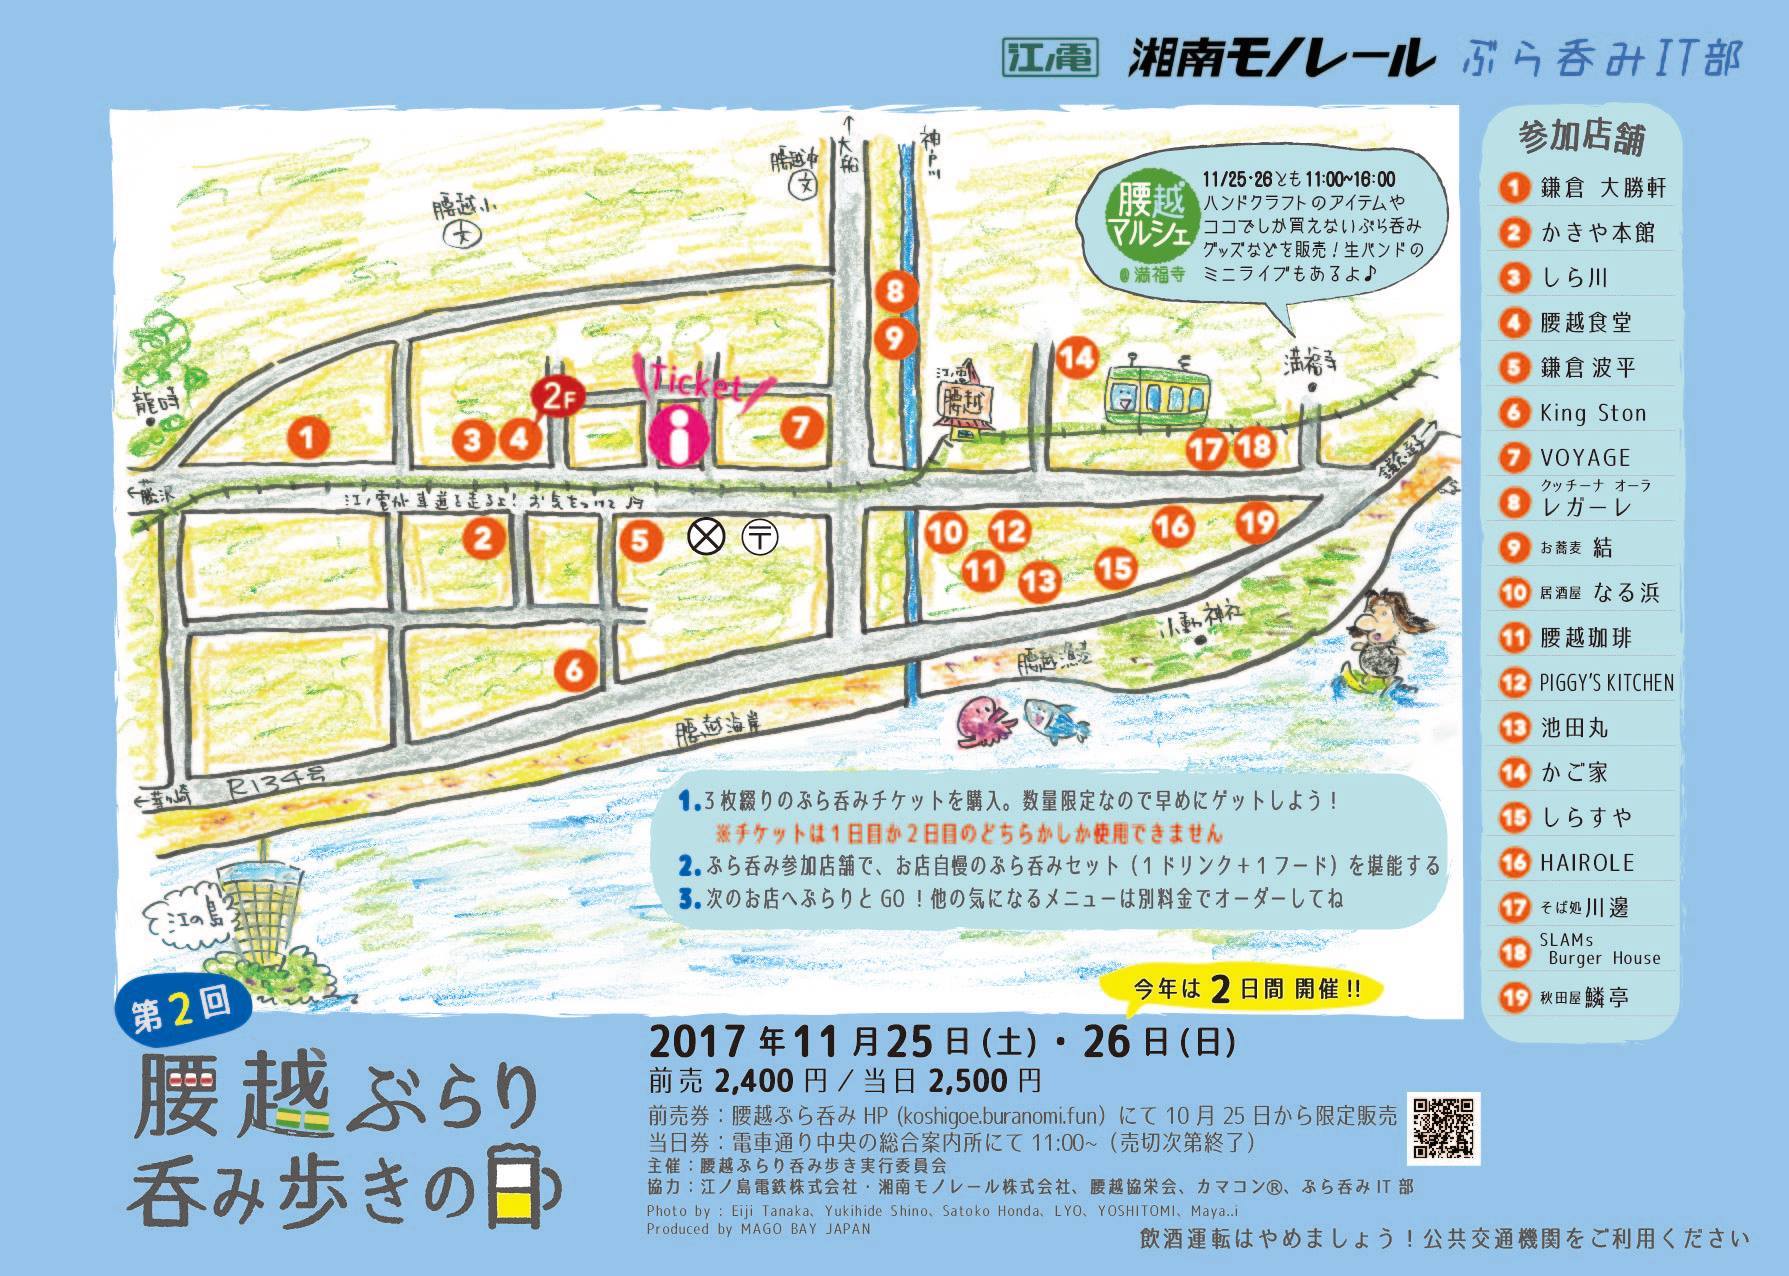 江ノ電 湘南モノレール ぶら呑みIT部
参加店舗
1 鎌倉 大勝軒
2 かきや本館
3 しら川
4 腰越食堂
5 鎌倉波平
6 King Ston
7 VOYAGE
クッチーナ オーラ
8 レガーレ
9 お蕎麦 結
10 居酒屋 なる浜
11 腰越珈琲
12 PIGGY'S KITCHEN
13 池田丸
14 かご家
15 しらすや
16 HAIROLE
17 そば処 川邊
18 SLAMs
Burger House
19 秋田屋 鱗亭
↑大船
神戸川
腰越中
文
腰越小
文
腰越
マルシェ
@満福寺
11/25・26とも11:00~16:00
ハンドクラフトのアイテムや
ココでしか買えないぶら呑み
グッズなどを販売!生バンドの
ミニライブもあるよ♪
8
9
14
満福寺
江ノ電
腰越
ticket
i
2F
龍口寺
1
3
4
7
17
18
←藤沢
江ノ電が車道を走るよ!お気をつけて
鎌倉・逗子
2
5
〒
10
12
16
19
11
13
15
小動神社
腰越漁港
6
腰越海岸
R134号
←茅ヶ崎
江の島
1.3枚綴りのぶら呑みチケットを購入。数量限定なので早めにゲットしよう!
※チケットは1日目か2日目のどちらかしか使用できません
2.ぶら呑み参加店舗で、お店自慢のぶら呑みセット(1ドリンク+1フード)を堪能する
3.次のお店へぶらりとGO!他の気になるメニューは別料金でオーダーしてね
今年は2日間開催!!
第2回
腰越ぶらり
呑み歩きの日
2017年11月25日(土)・26日(日)
前売2,400円/当日2,500円
前売券:腰越ぶら呑みHP(koshigoe.buranomi.fun)にて10月25日から限定販売
当日券:電車通り中央の総合案内所にて11:00~(売切次第終了)
主催:腰越ぶらり呑み歩き実行委員会
協力:江ノ島電鉄株式会社・湘南モノレール株式会社、腰越協栄会、カマコン®、ぶら呑みIT部
Photo by : Eiji Tanaka、Yukihide Shino、Satoko Honda、LYO、YOSHITOMI、Maya..i
Produced by MAGO BAY JAPAN
飲酒運転はやめましょう!公共交通機関をご利用ください